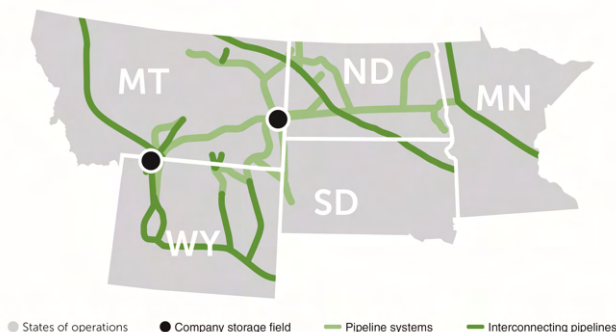 MT
ND
MN
SD
WY
States of operations
Company storage field
Pipeline systems
Interconnecting pipelines